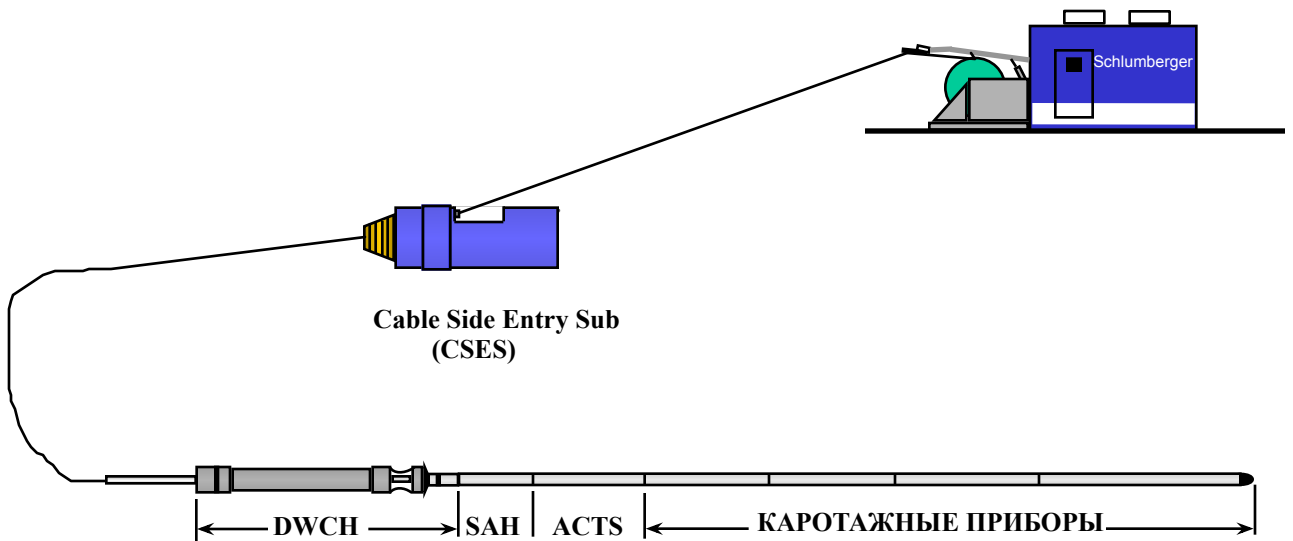 Schlumberger
Cable Side Entry Sub
(CSES)
DWCH SAH ACTS КАРОТАЖНЫЕ ПРИБОРЫ